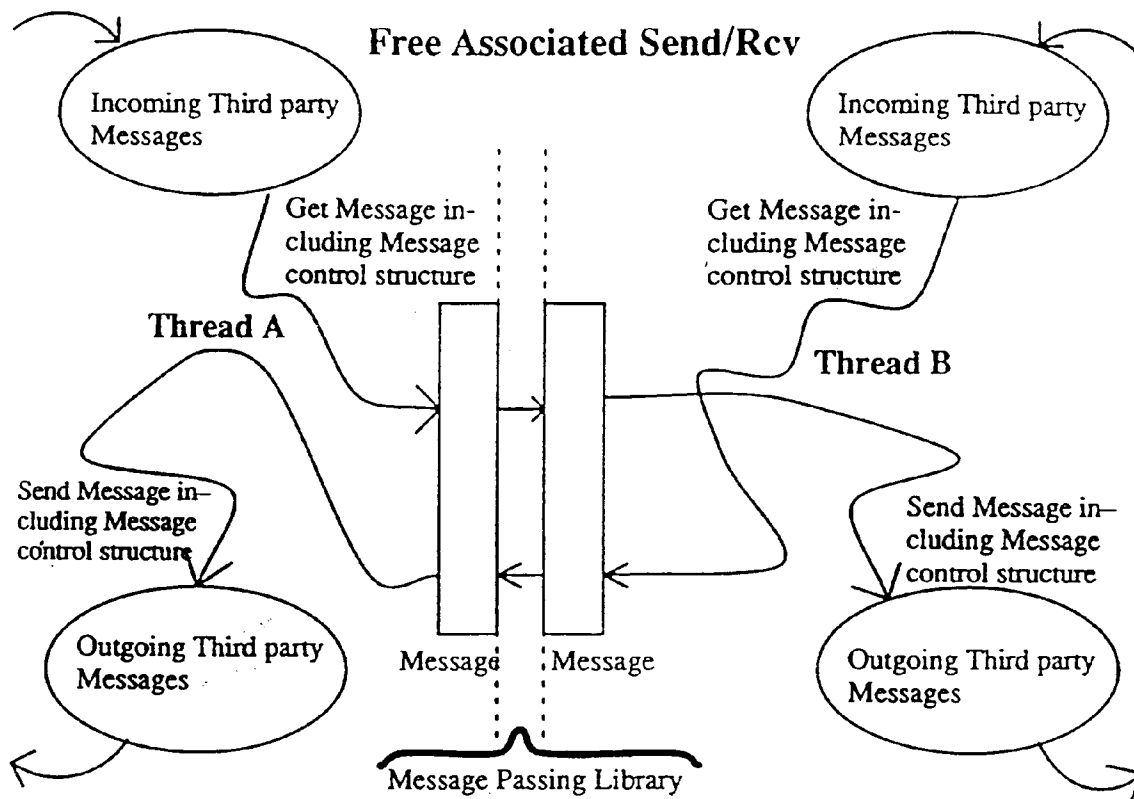 Free Associated Send/Rcv
Incoming Third party
Messages
Incoming Third party
Messages
Get Message in-
cluding Message
control structure
Get Message in-
cluding Message
control structure
Thread A
Thread B
Send Message in–
cluding Message
control structure
Send Message in–
cluding Message
control structure
Outgoing Third party
Messages
Message
Message
Outgoing Third party
Messages
Message Passing Library